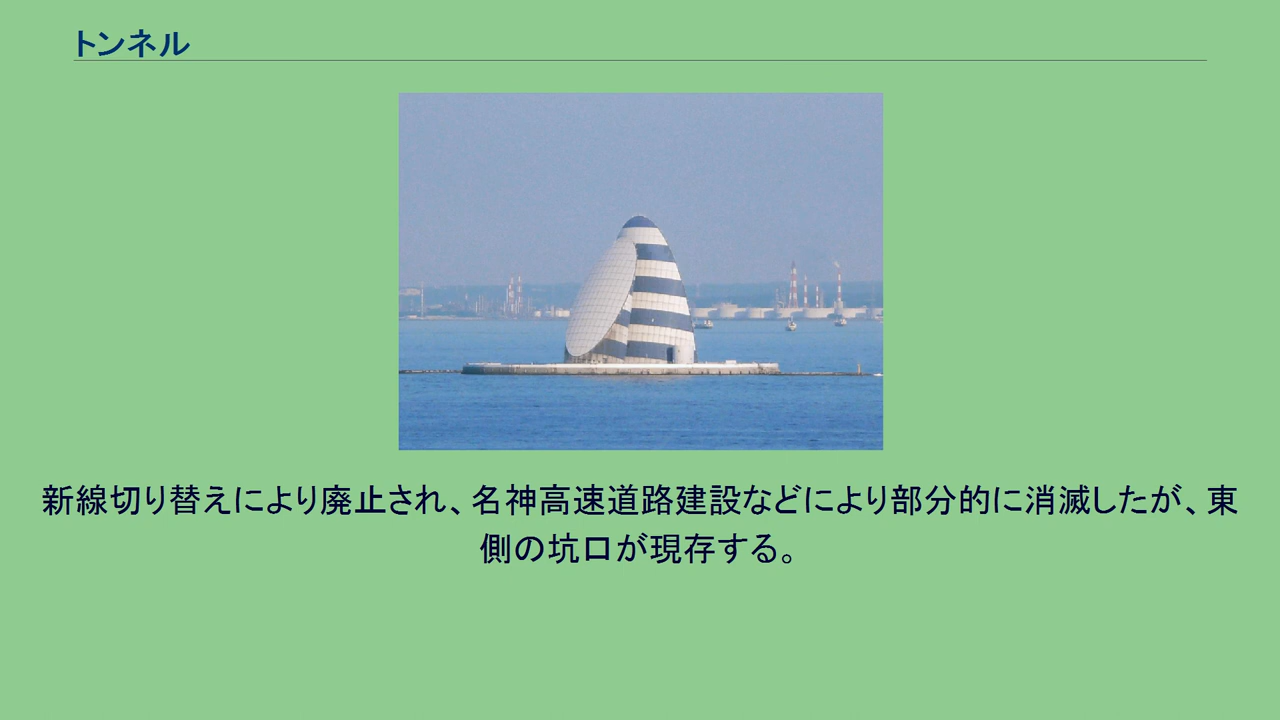 トンネル
新線切り替えにより廃止され、名神高速道路建設などにより部分的に消滅したが、東
側の坑口が現存する。